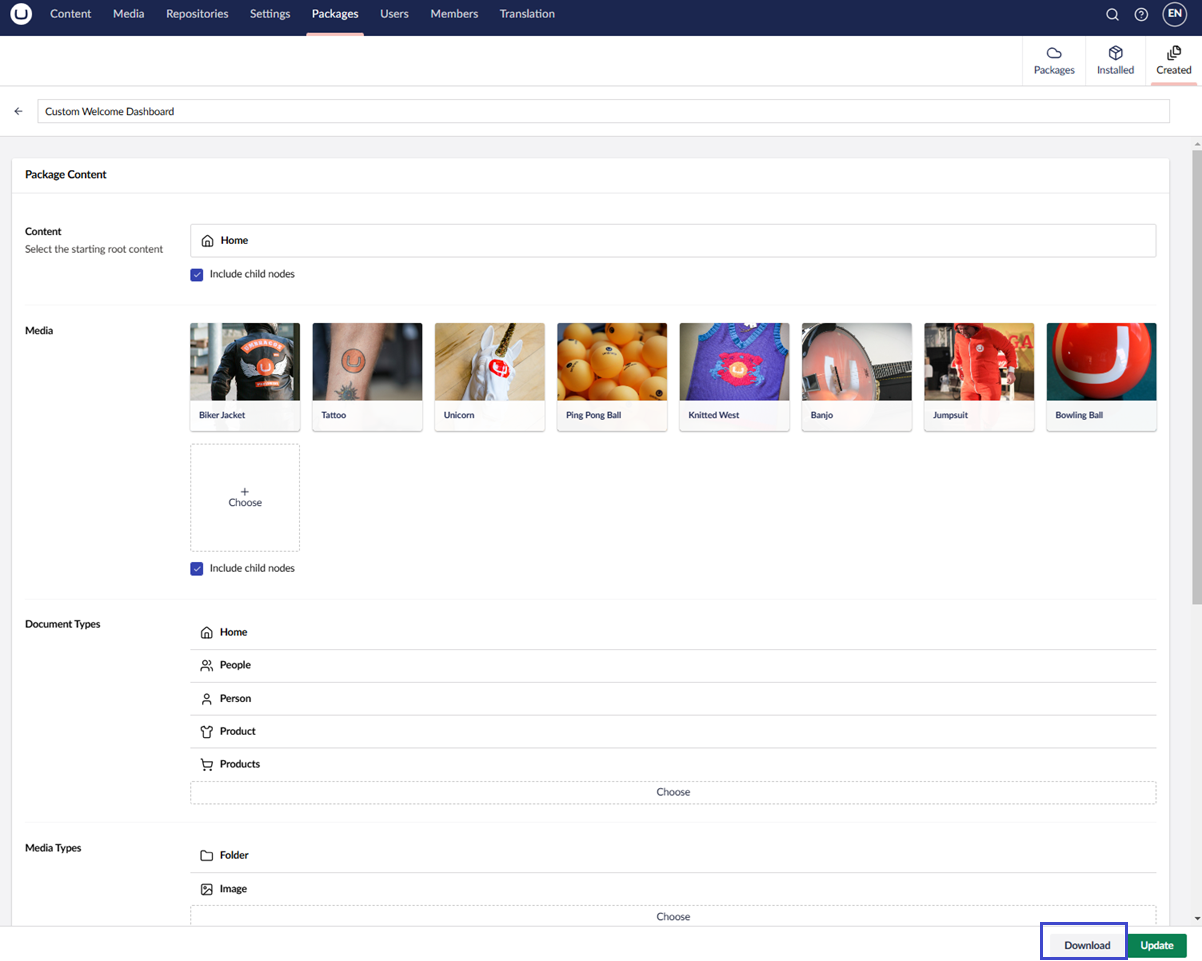 Content Media Repositories Settings Packages Users Members Translation EN
Packages Installed Created
Custom Welcome Dashboard
Package Content
Content
Select the starting root content
Home
Include child nodes
Media
Biker Jacket Tattoo Unicorn Ping Pong Ball Knitted West Banjo Jumpsuit Bowling Ball
Choose
Include child nodes
Document Types
Home
People
Person
Product
Products
Choose
Media Types
Folder
Image
Choose
Download Update